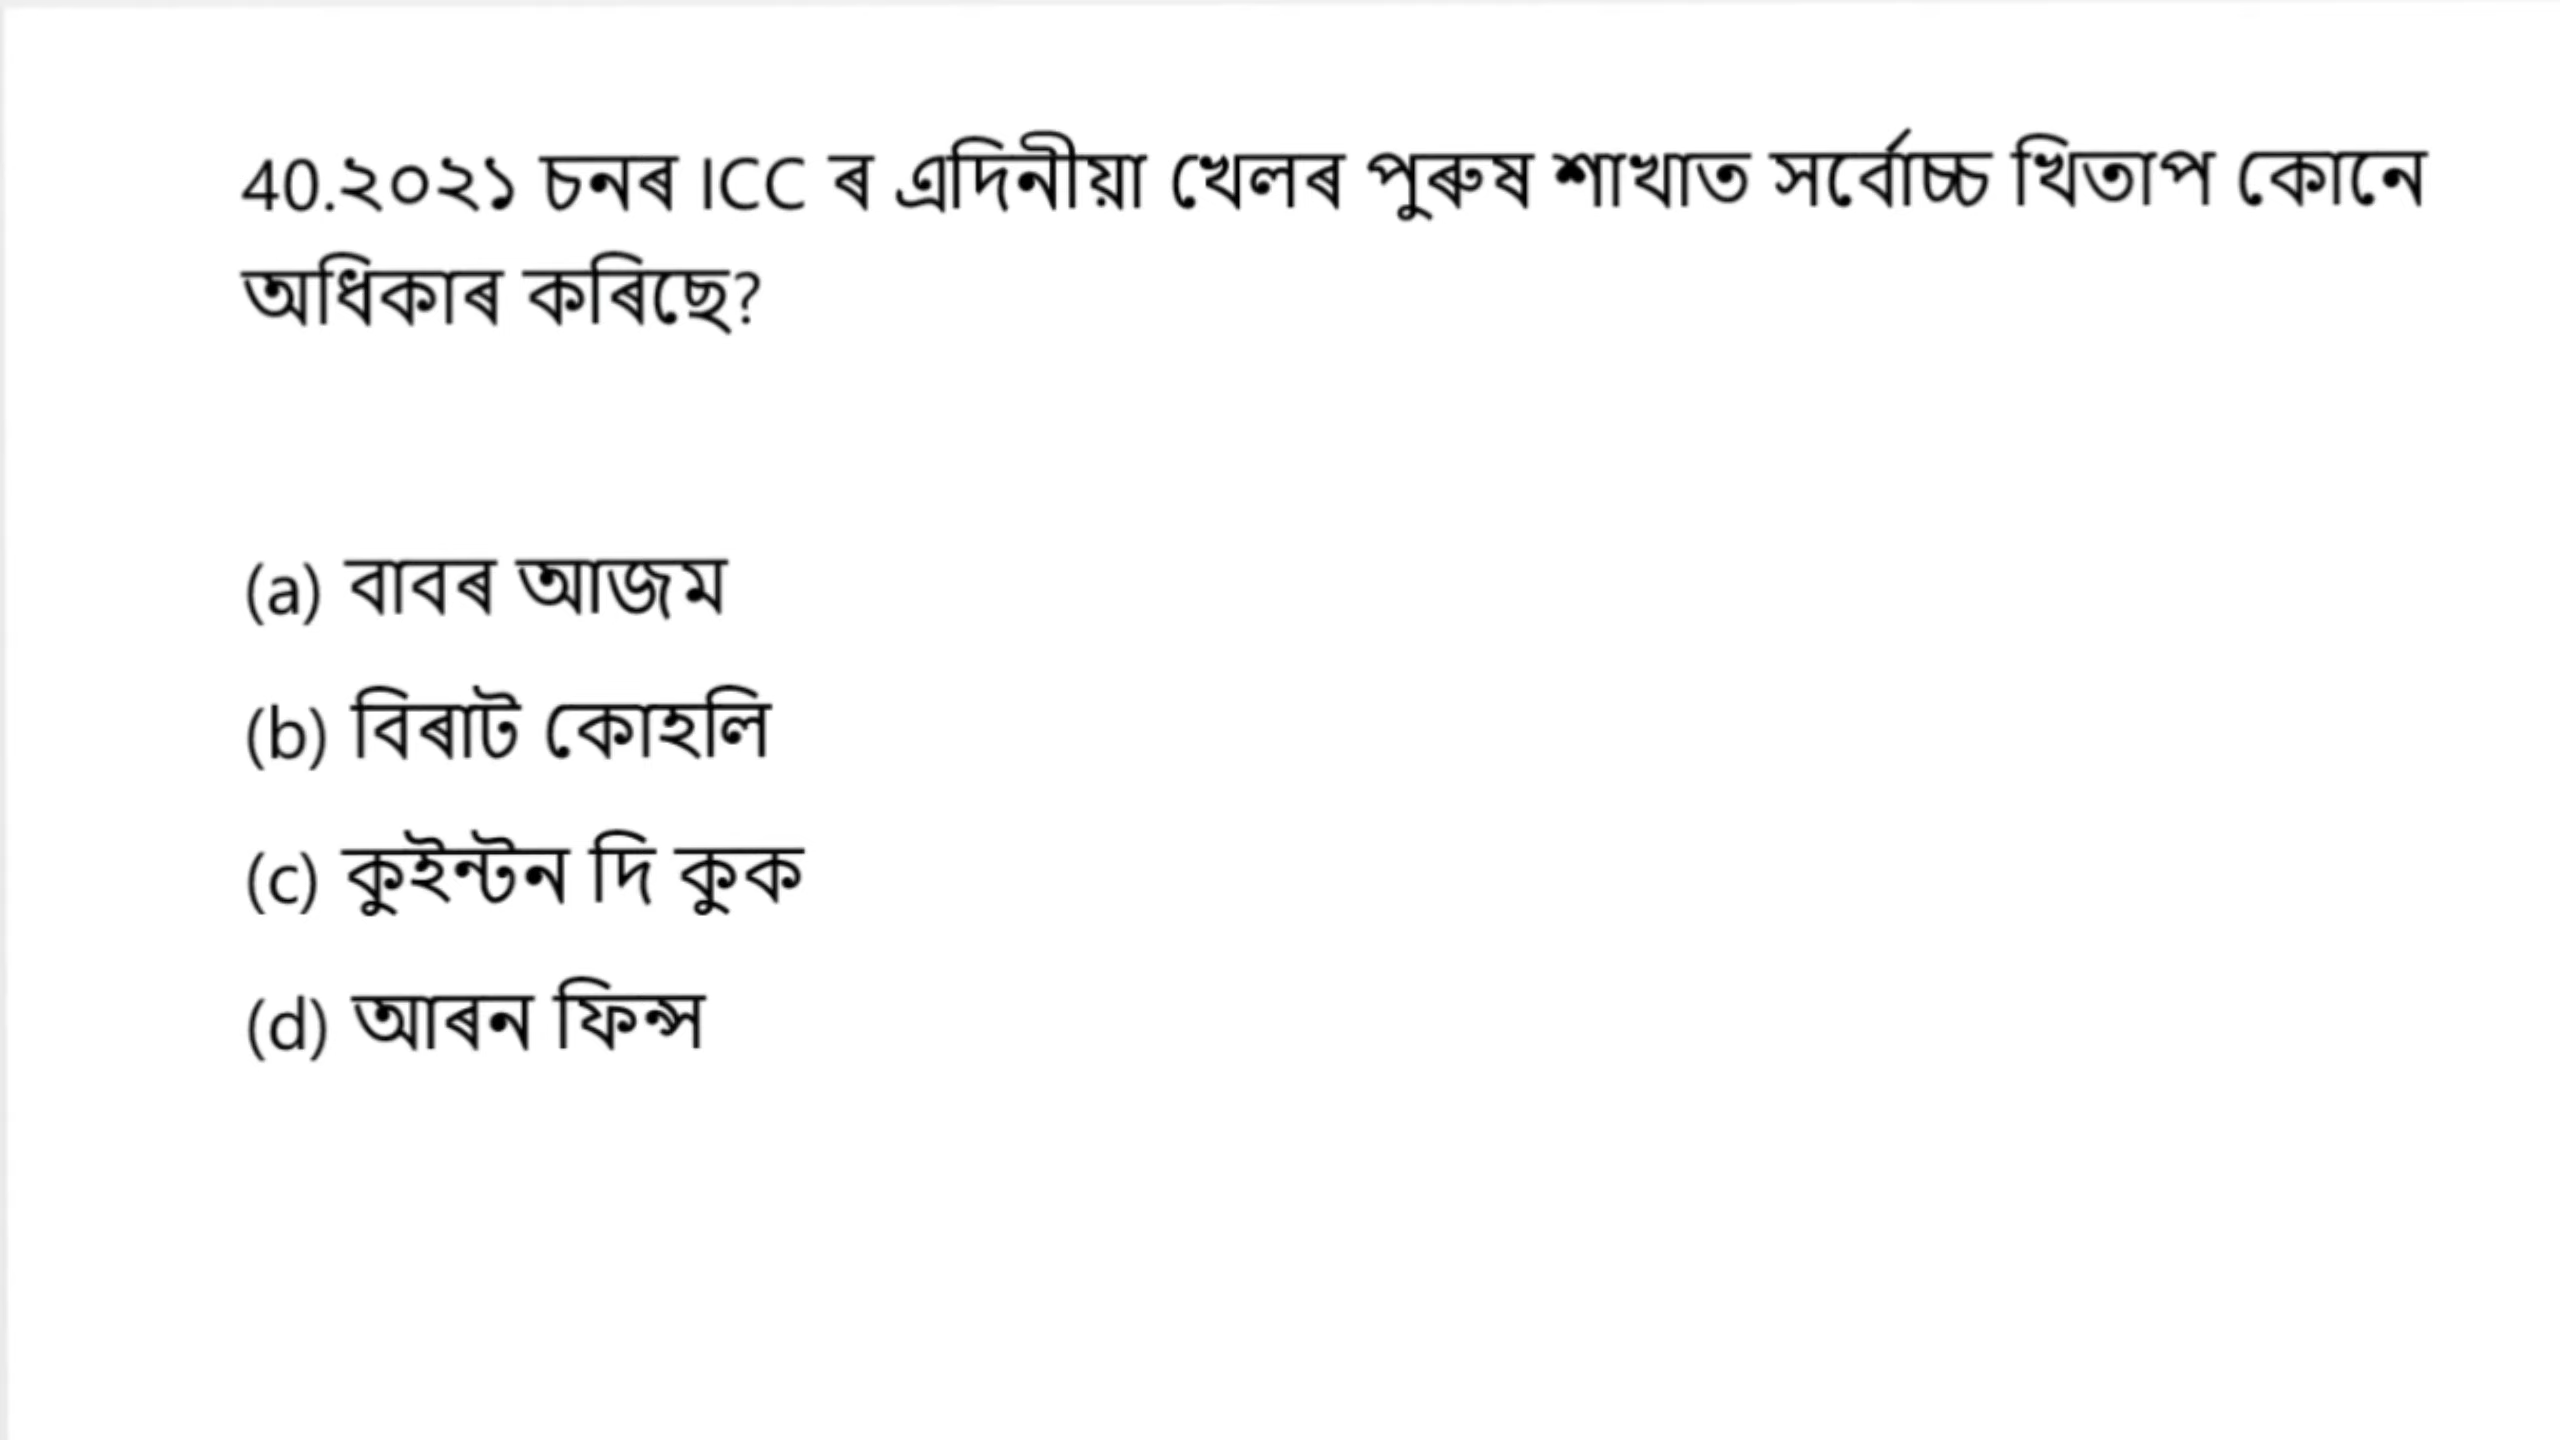 40.২০২১ চনৰ ICC ৰ এদিনীয়া খেলৰ পুৰুষ শাখাত সৰ্বোচ্চ খিতাপ কোনে
অধিকাৰ কৰিছে?
(a) বাবৰ আজম
(b) বিৰাট কোহলি
(c) কুইন্টন দি কুক
(d) আৰন ফিন্স